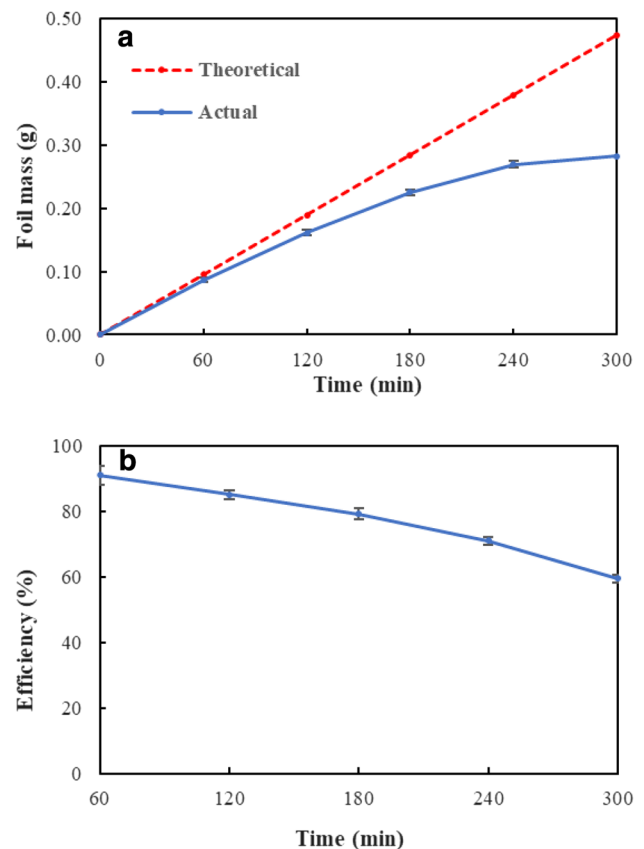 a
Theoretical
Actual
Foil mass (g)
0.50
0.40
0.30
0.20
0.10
0.00
0 60 120 180 240 300
Time (min)
b
Efficiency (%)
100
80
60
40
20
0
60 120 180 240 300
Time (min)